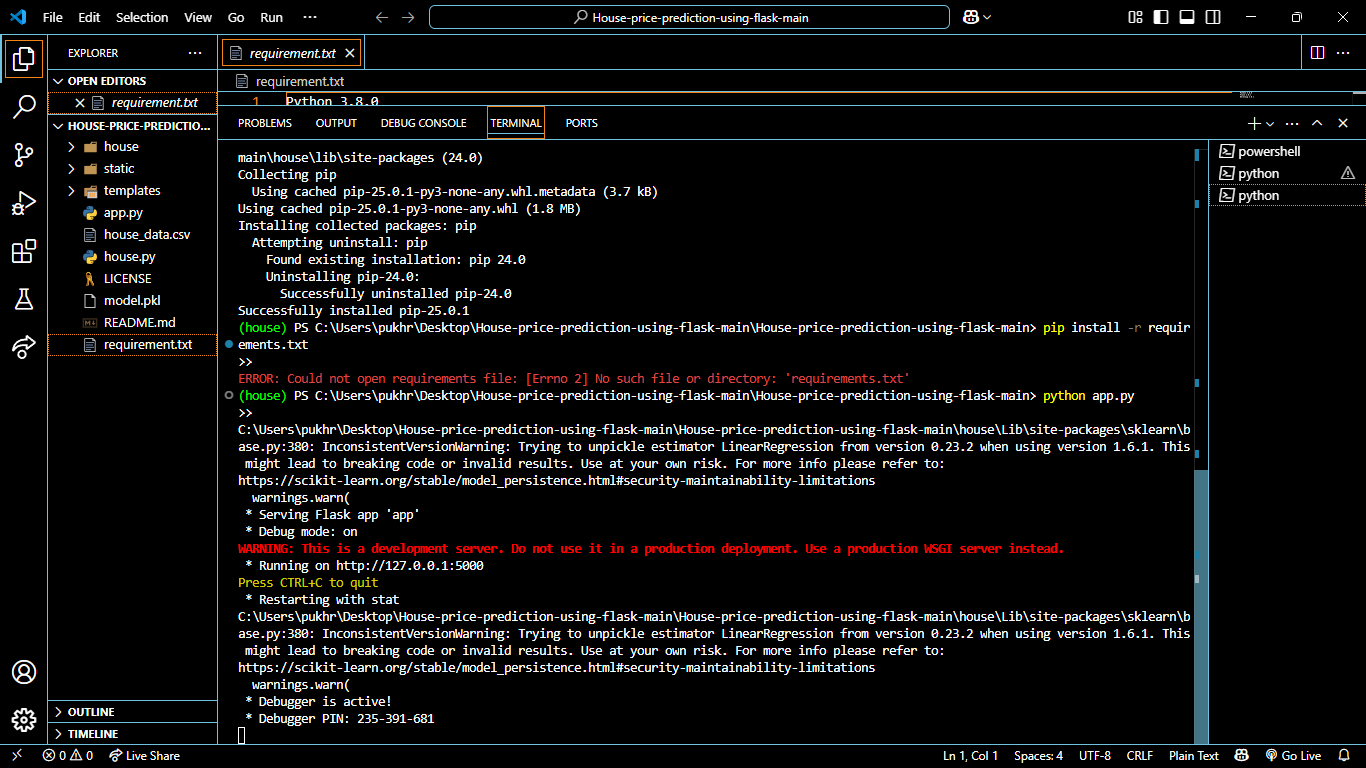 File Edit Selection View Go Run ···
House-price-prediction-using-flask-main
EXPLORER
OPEN EDITORS
requirement.txt
HOUSE-PRICE-PREDICTIO...
house
static
templates
app.py
house_data.csv
house.py
LICENSE
model.pkl
README.md
requirement.txt
OUTLINE
TIMELINE
requirement.txt
requirement.txt
1 Python 3.8.0
PROBLEMS OUTPUT DEBUG CONSOLE TERMINAL PORTS
main\house\lib\site-packages (24.0)
Collecting pip
Using cached pip-25.0.1-py3-none-any.whl.metadata (3.7 kB)
Using cached pip-25.0.1-py3-none-any.whl (1.8 MB)
Installing collected packages: pip
Attempting uninstall: pip
Found existing installation: pip 24.0
Uninstalling pip-24.0:
Successfully uninstalled pip-24.0
Successfully installed pip-25.0.1
(house) PS C:\Users\pukhr\Desktop\House-price-prediction-using-flask-main\House-price-prediction-using-flask-main> pip install -r requir
ements.txt
>>
ERROR: Could not open requirements file: [Errno 2] No such file or directory: 'requirements.txt'
(house) PS C:\Users\pukhr\Desktop\House-price-prediction-using-flask-main\House-price-prediction-using-flask-main> python app.py
>>
C:\Users\pukhr\Desktop\House-price-prediction-using-flask-main\House-price-prediction-using-flask-main\house\Lib\site-packages\sklearn\b
ase.py:380: InconsistentVersionWarning: Trying to unpickle estimator LinearRegression from version 0.23.2 when using version 1.6.1. This
might lead to breaking code or invalid results. Use at your own risk. For more info please refer to:
https://scikit-learn.org/stable/model_persistence.html#security-maintainability-limitations
warnings.warn(
* Serving Flask app 'app'
* Debug mode: on
WARNING: This is a development server. Do not use it in a production deployment. Use a production WSGI server instead.
* Running on http://127.0.0.1:5000
Press CTRL+C to quit
* Restarting with stat
C:\Users\pukhr\Desktop\House-price-prediction-using-flask-main\House-price-prediction-using-flask-main\house\Lib\site-packages\sklearn\b
ase.py:380: InconsistentVersionWarning: Trying to unpickle estimator LinearRegression from version 0.23.2 when using version 1.6.1. This
might lead to breaking code or invalid results. Use at your own risk. For more info please refer to:
https://scikit-learn.org/stable/model_persistence.html#security-maintainability-limitations
warnings.warn(
* Debugger is active!
* Debugger PIN: 235-391-681
powershell
python
python
0 0 Live Share Ln 1, Col 1 Spaces: 4 UTF-8 CRLF Plain Text Go Live